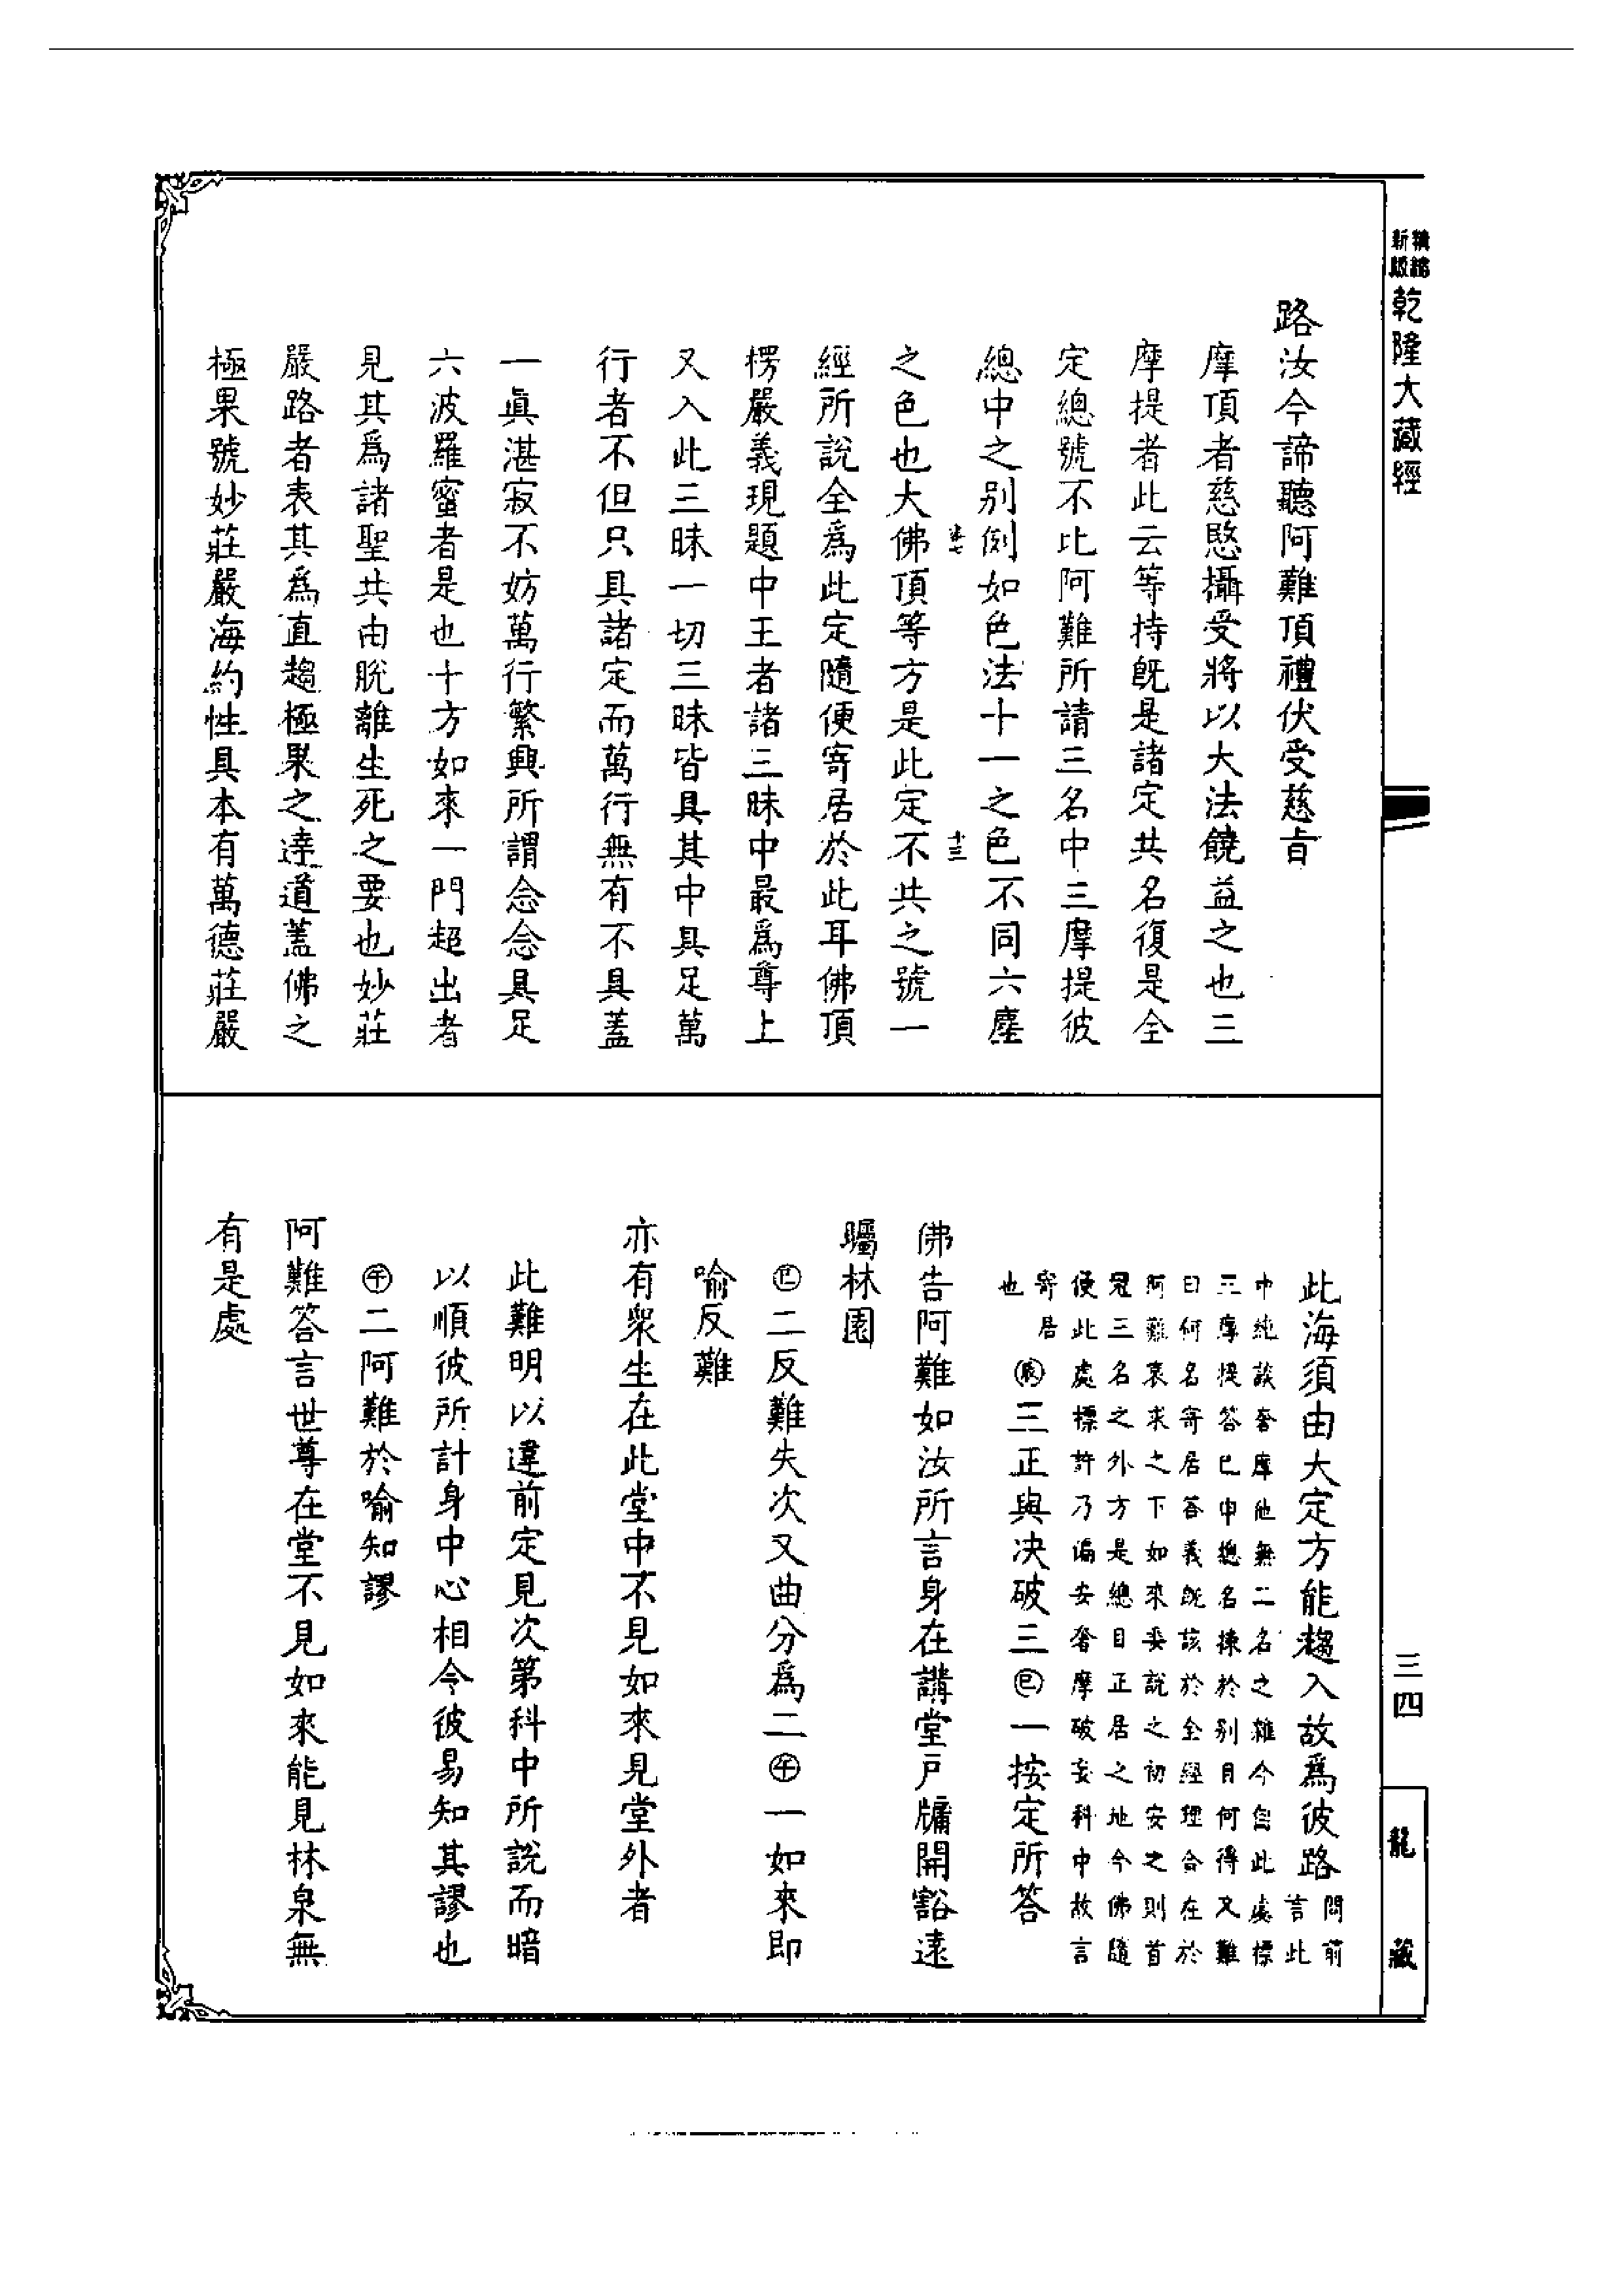 乾隆大藏經
路汝今諦聽阿難頂禮伏受慈旨
摩頂者慈愍攝受將以大法饒益之也三
摩提者此云等持旣是諸定共名復是全
定總號不比阿難所請三名中三摩提彼
總中之别例如色法十一之色不同六塵
之色也大佛頂等方是此定不共之號一
經所說全爲此定隨便寄居於此耳佛頂
楞嚴義現題中王者諸三昧中最爲尊上
又入此三昧一切三昧皆具其中具足萬
行者不但只具諸定而萬行無有不具蓋
一眞湛寂不妨萬行繁興所謂念念具足
六波羅蜜者是也十方如來一門超出者
見其爲諸聖共由脫離生死之要也妙莊
嚴路者表其爲直趨極果之達道蓋佛之
極果號妙莊嚴海約性具本有萬德莊嚴
此海須由大定方能趨入故爲彼路問前
言此
中純談奢摩他無二名之雜今自此處標
三摩提答已申總名揀於别目何得又難
曰何名寄居答義旣該於全經理合在於
阿難哀求之下如來妥說之初安之則首
冠三名之外方是總目正居之地今佛隨
便此處標許乃偏安奢摩破妄科中故言
寄居
也㊂三正與决破三㊁一按定所答
佛告阿難如汝所言身在講堂戸牖開豁遠
矚林園
㊁二反難失次又曲分爲二㊀一如來即
喻反難
亦有衆生在此堂中不見如來見堂外者
此難明以違前定見次第科中所說而暗
以順彼所計身中心相令彼易知其謬也
㊀二阿難於喻知謬
阿難答言世尊在堂不見如來能見林泉無
有是處
三四
龍藏